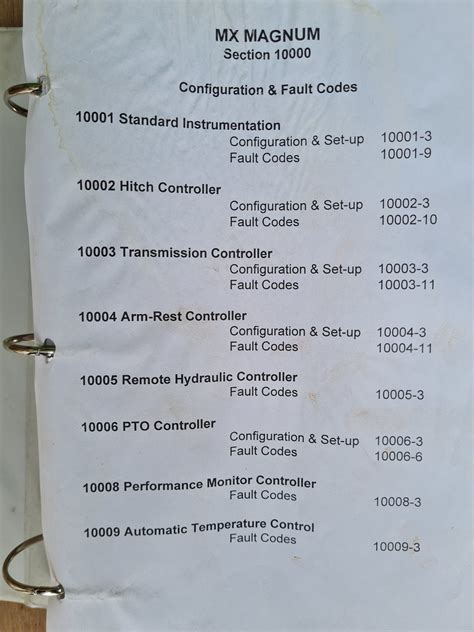 MX MAGNUM
Section 10000
Configuration & Fault Codes
10001 Standard Instrumentation
Configuration & Set-up 10001-3
Fault Codes 10001-9
10002 Hitch Controller
Configuration & Set-up 10002-3
Fault Codes 10002-10
10003 Transmission Controller
Configuration & Set-up 10003-3
Fault Codes 10003-11
10004 Arm-Rest Controller
Configuration & Set-up 10004-3
Fault Codes 10004-11
10005 Remote Hydraulic Controller
Fault Codes 10005-3
10006 PTO Controller
Configuration & Set-up 10006-3
Fault Codes 10006-6
10008 Performance Monitor Controller
Fault Codes 10008-3
10009 Automatic Temperature Control
Fault Codes 10009-3